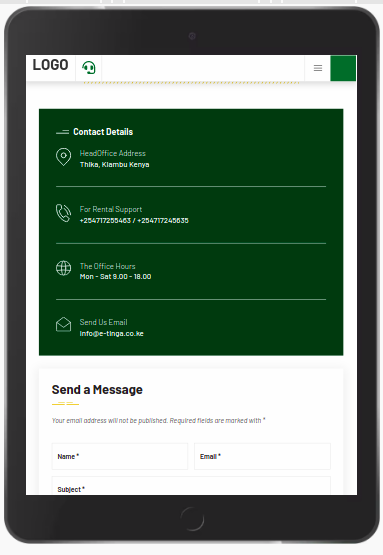 LOGO
Contact Details
HeadOffice Address
Thika, Kiambu Kenya
For Rental Support
+254717255463 / +254717245635
The Office Hours
Mon - Sat 9.00 - 18.00
Send Us Email
info@e-tinga.co.ke
Send a Message
Your email address will not be published. Required fields are marked with *
Name *
Email *
Subject *